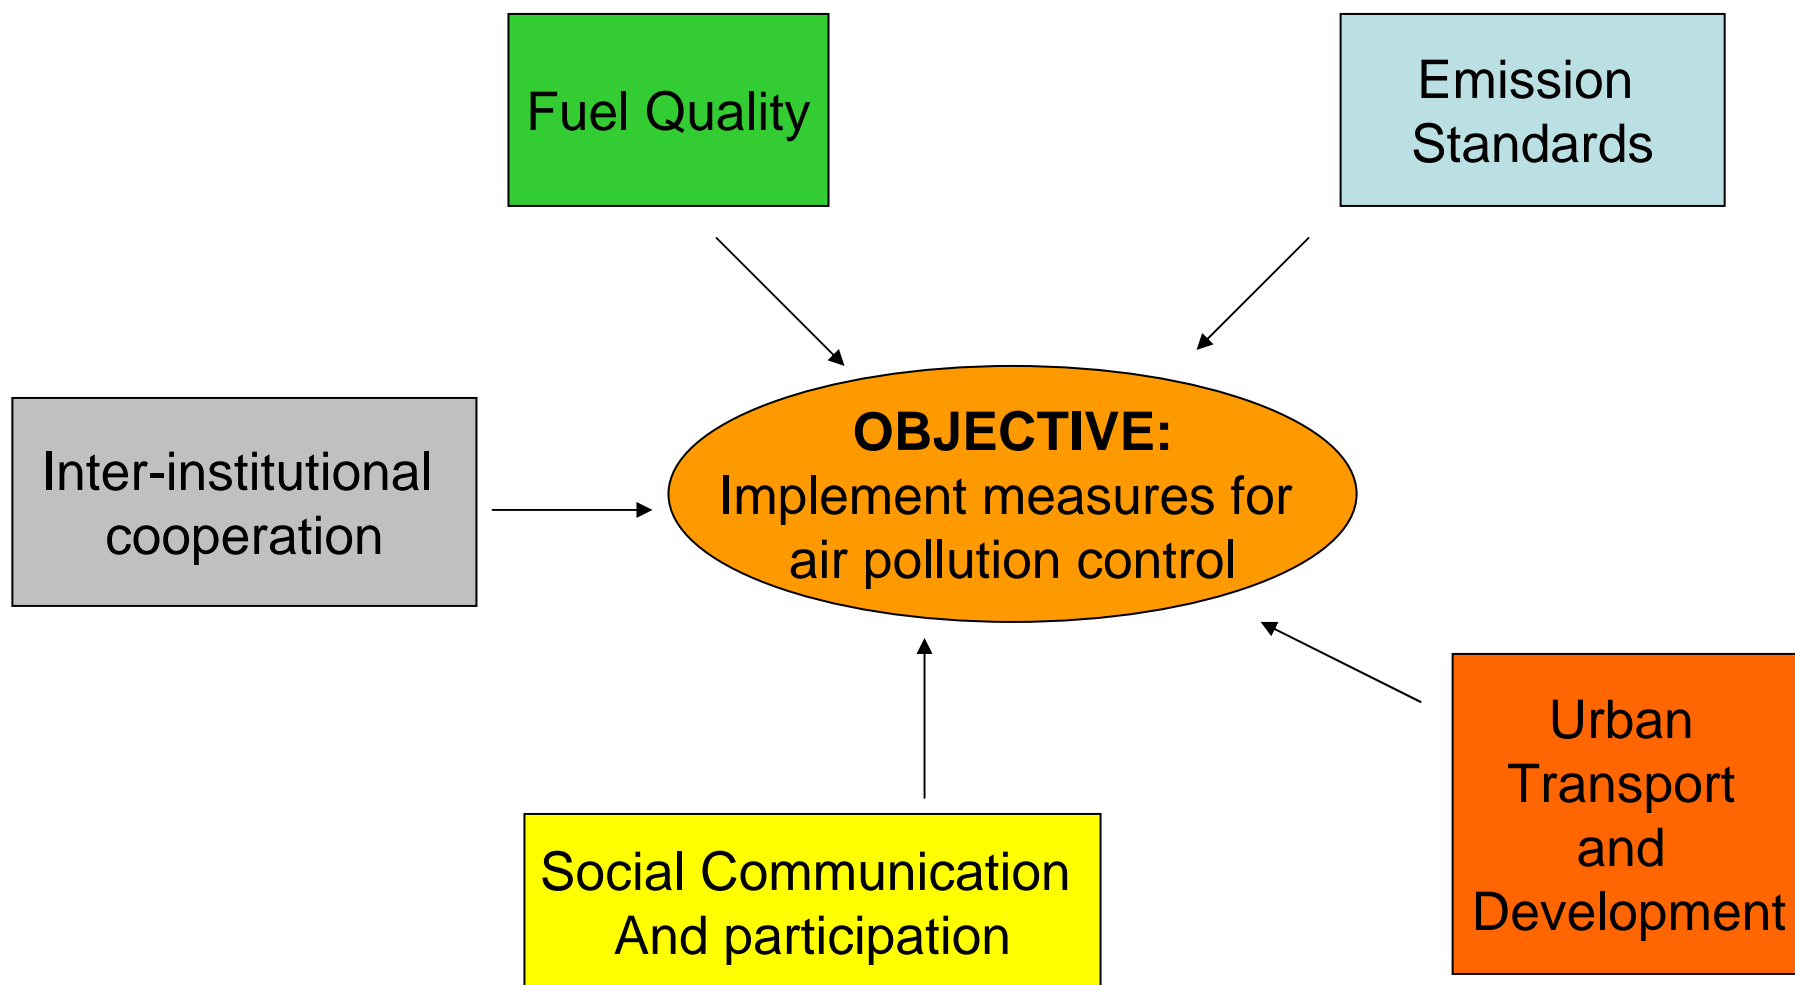 Fuel Quality
Emission
Standards
Inter-institutional
cooperation
OBJECTIVE:
Implement measures for
air pollution control
Social Communication
And participation
Urban
Transport
and
Development